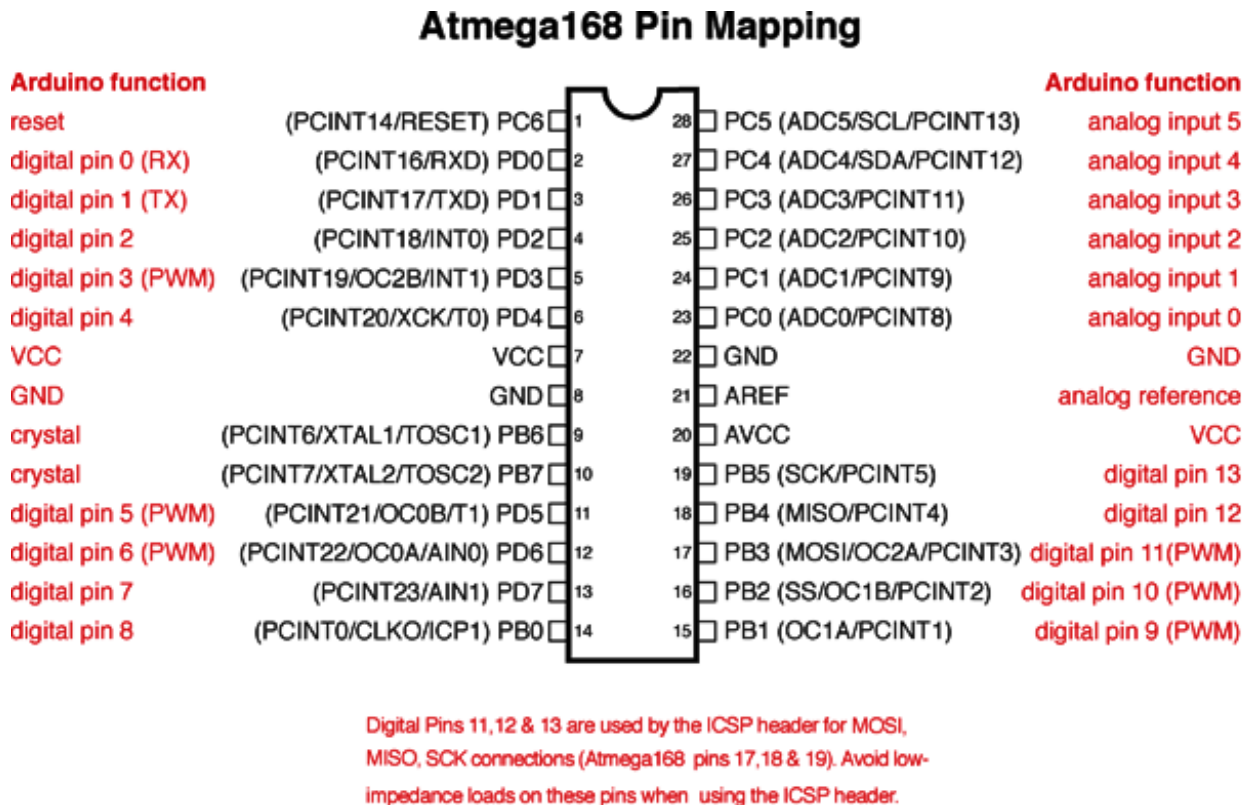 Atmega168 Pin Mapping
Arduino function Arduino function
reset (PCINT14/RESET) PC6 1 28 PC5 (ADC5/SCL/PCINT13) analog input 5
digital pin 0 (RX) (PCINT16/RXD) PD0 2 27 PC4 (ADC4/SDA/PCINT12) analog input 4
digital pin 1 (TX) (PCINT17/TXD) PD1 3 26 PC3 (ADC3/PCINT11) analog input 3
digital pin 2 (PCINT18/INT0) PD2 4 25 PC2 (ADC2/PCINT10) analog input 2
digital pin 3 (PWM) (PCINT19/OC2B/INT1) PD3 5 24 PC1 (ADC1/PCINT9) analog input 1
digital pin 4 (PCINT20/XCK/T0) PD4 6 23 PC0 (ADC0/PCINT8) analog input 0
VCC VCC 7 22 GND GND
GND GND 8 21 AREF analog reference
crystal (PCINT6/XTAL1/TOSC1) PB6 9 20 AVCC VCC
crystal (PCINT7/XTAL2/TOSC2) PB7 10 19 PB5 (SCK/PCINT5) digital pin 13
digital pin 5 (PWM) (PCINT21/OC0B/T1) PD5 11 18 PB4 (MISO/PCINT4) digital pin 12
digital pin 6 (PWM) (PCINT22/OC0A/AIN0) PD6 12 17 PB3 (MOSI/OC2A/PCINT3) digital pin 11(PWM)
digital pin 7 (PCINT23/AIN1) PD7 13 16 PB2 (SS/OC1B/PCINT2) digital pin 10 (PWM)
digital pin 8 (PCINT0/CLKO/ICP1) PB0 14 15 PB1 (OC1A/PCINT1) digital pin 9 (PWM)
Digital Pins 11,12 & 13 are used by the ICSP header for MOSI,
MISO, SCK connections (Atmega168 pins 17,18 & 19). Avoid low-
impedance loads on these pins when using the ICSP header.